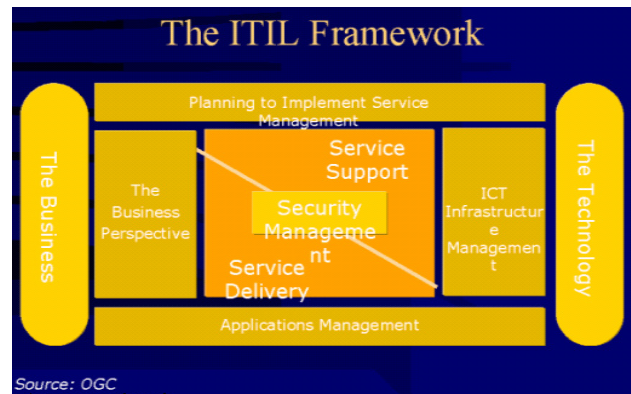 The ITIL Framework
Planning to Implement Service
Management
The Business
The
Business
Perspective
Service
Support
Security
Manageme
nt
Service
Delivery
ICT
Infrastructur
e
Managemen
t
The Technology
Applications Management
Source: OGC